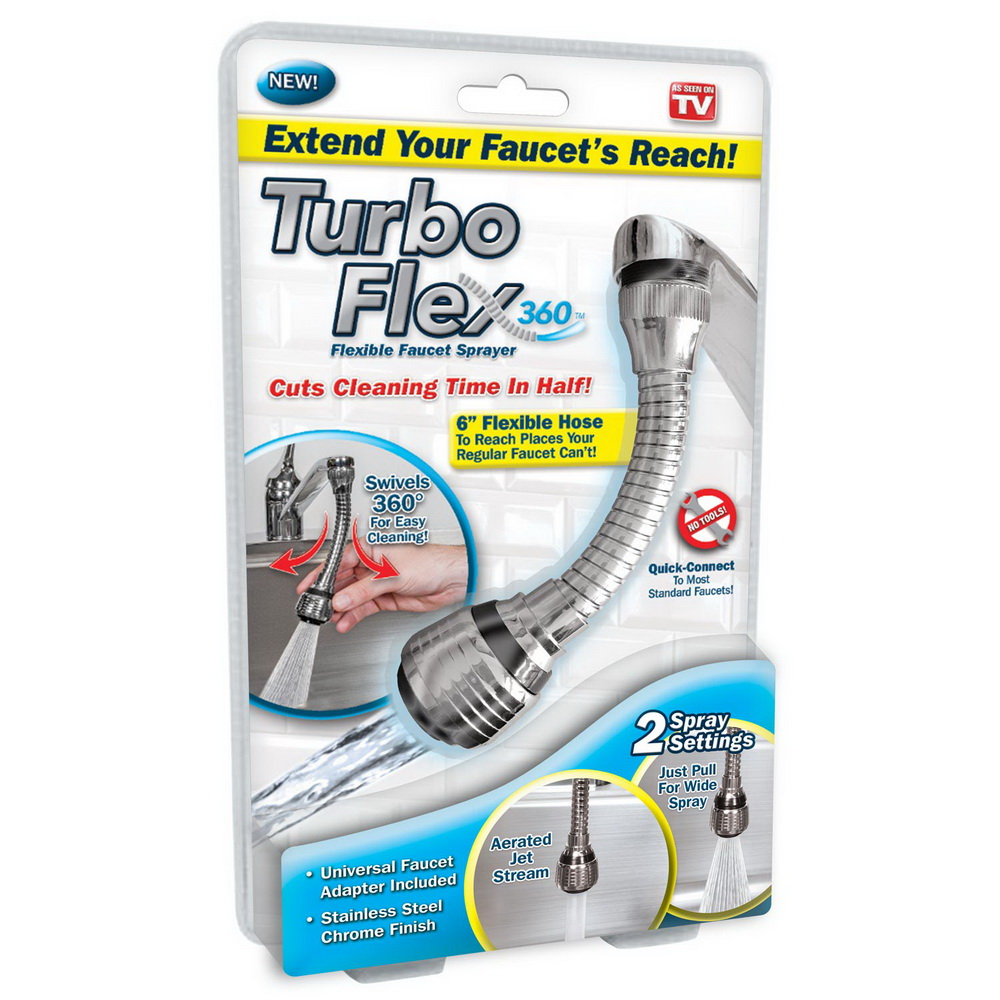 NEW!
AS SEEN ON
TV
Extend Your Faucet's Reach!
Turbo
Flex 360™
Flexible Faucet Sprayer
Cuts Cleaning Time In Half!
6” Flexible Hose
To Reach Places Your
Regular Faucet Can't!
Swivels
360°
For Easy
Cleaning!
NO TOOLS!
Quick-Connect
To Most
Standard Faucets!
2 Spray
Settings
Just Pull
For Wide
Spray
Aerated
Jet
Stream
• Universal Faucet
Adapter Included
• Stainless Steel
Chrome Finish